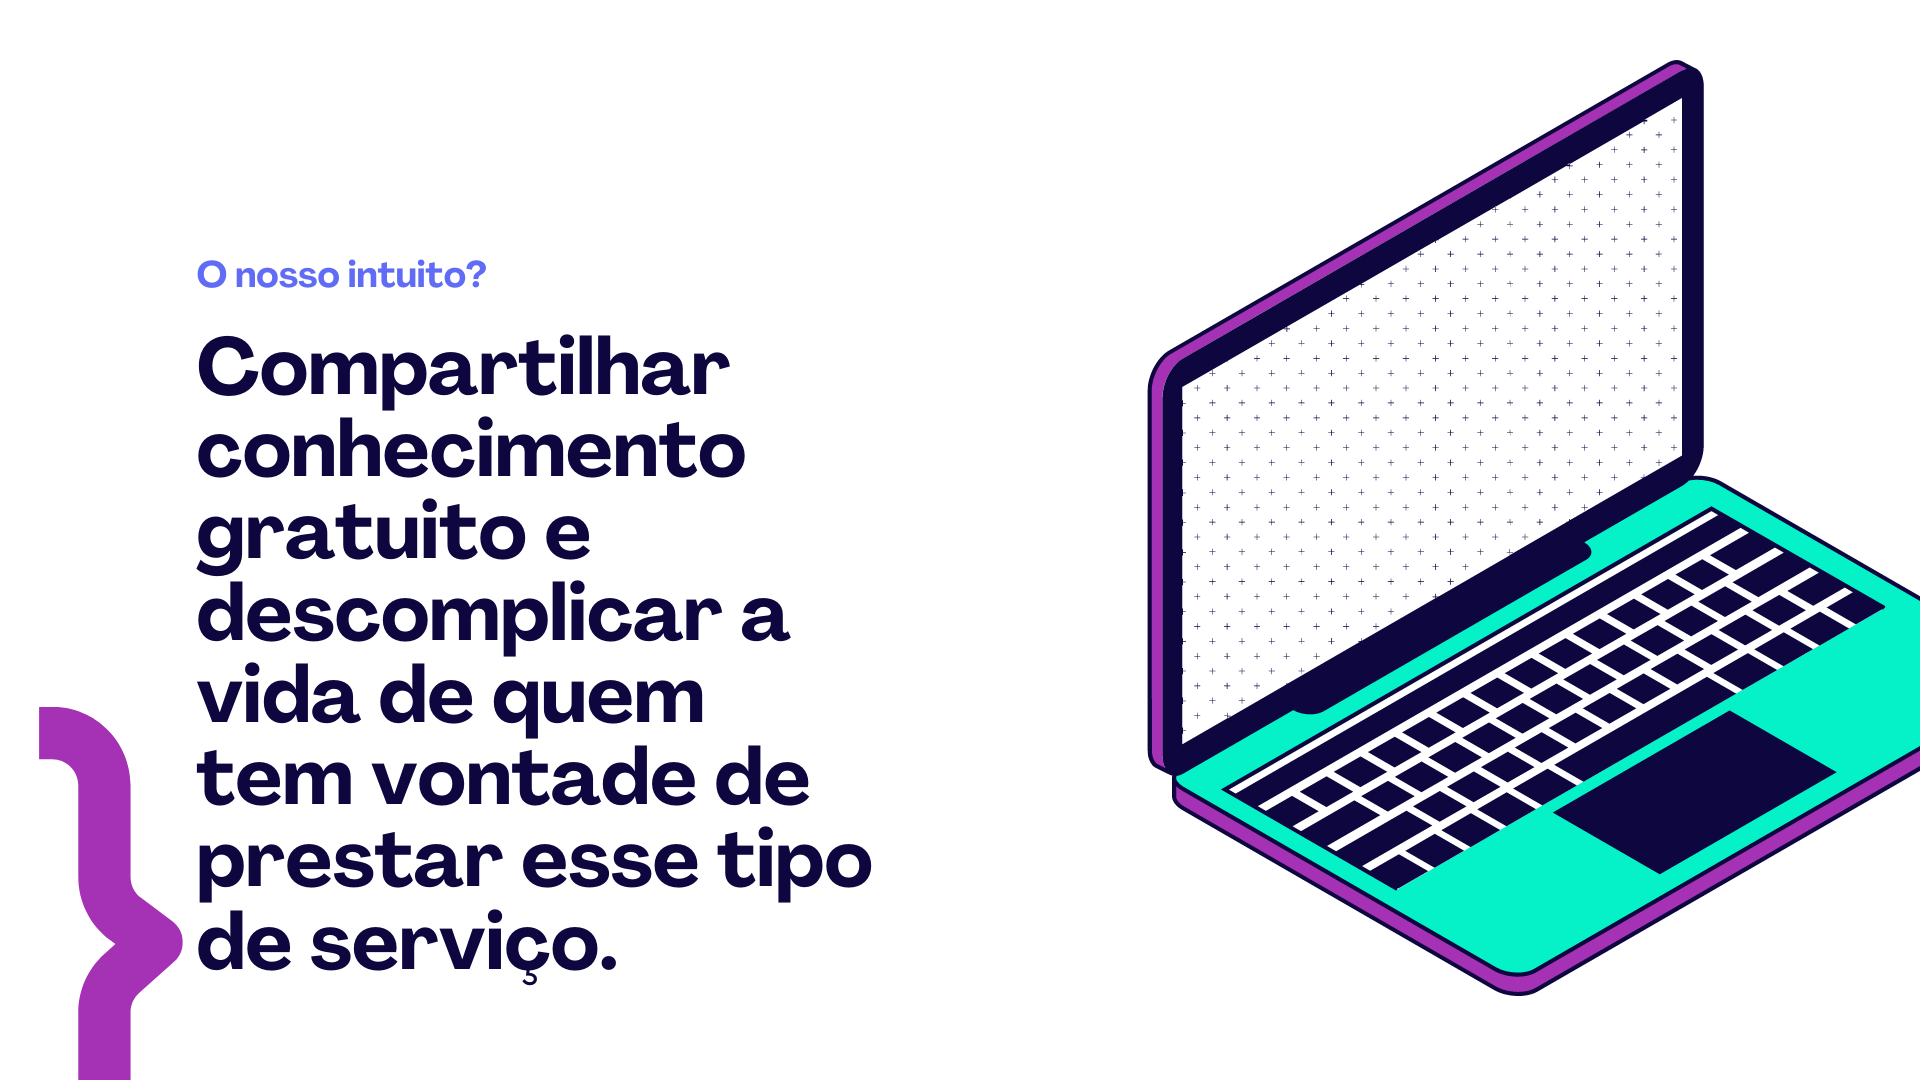 O nosso intuito?
Compartilhar
conhecimento
gratuito e
descomplicar a
vida de quem
tem vontade de
prestar esse tipo
de serviço.